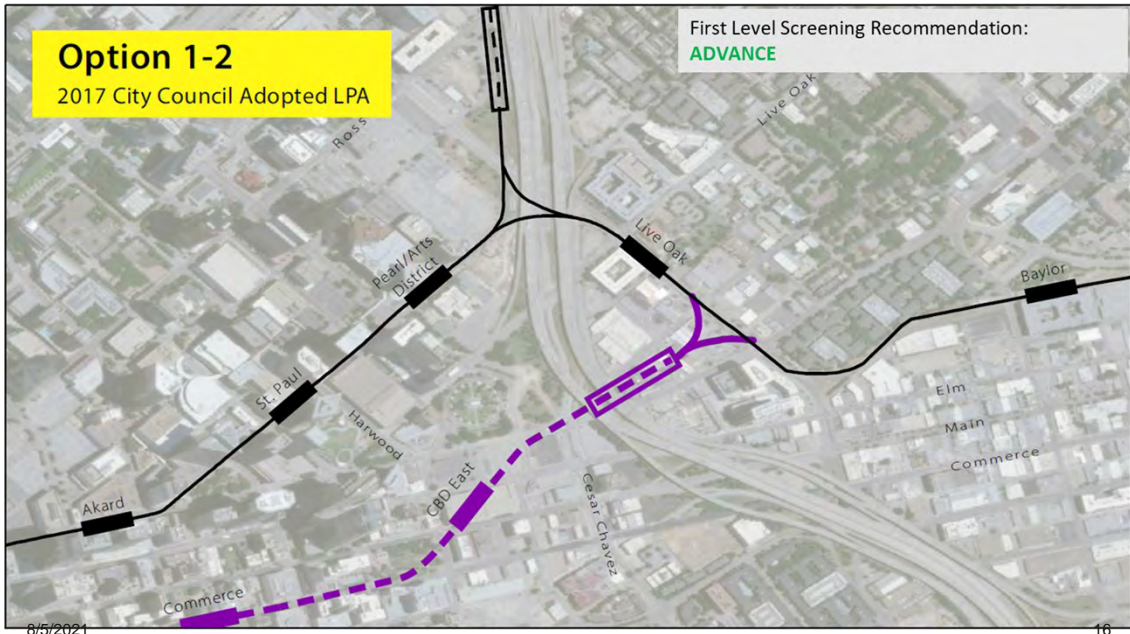 Option 1-2
2017 City Council Adopted LPA
First Level Screening Recommendation:
ADVANCE
Ross
Live Oak
Pearl/Arts
District
Live Oak
Baylor
St. Paul
Harwood
Elm
Main
Commerce
Akard
CBD East
Cesar Chavez
Commerce
8/5/2021
16